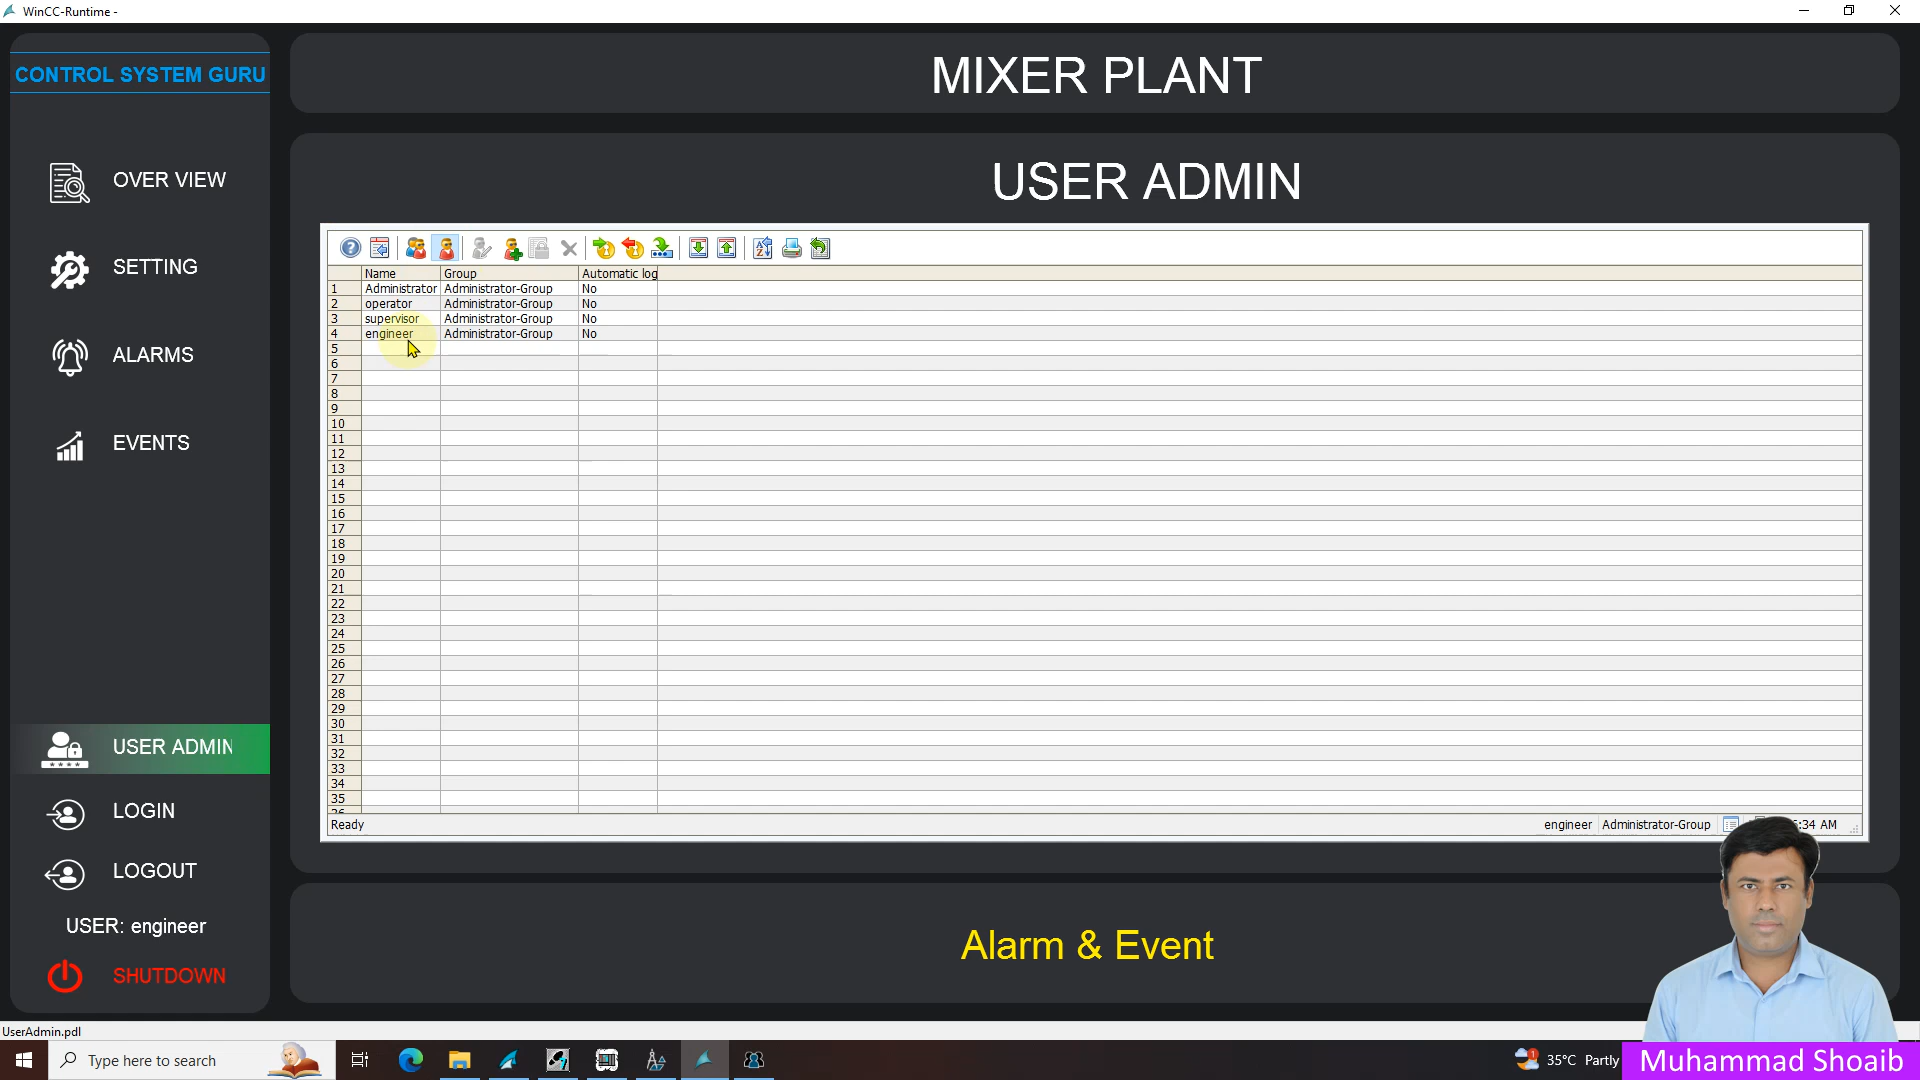 WinCC-Runtime -
CONTROL SYSTEM GURU
MIXER PLANT
OVER VIEW
SETTING
ALARMS
EVENTS
USER ADMIN
LOGIN
LOGOUT
USER: engineer
SHUTDOWN
USER ADMIN
Name Group Automatic log
1 Administrator Administrator-Group No
2 operator Administrator-Group No
3 supervisor Administrator-Group No
4 engineer Administrator-Group No
5
6
7
8
9
10
11
12
13
14
15
16
17
18
19
20
21
22
23
24
25
26
27
28
29
30
31
32
33
34
35
Ready engineer Administrator-Group :34 AM
Alarm & Event
UserAdmin.pdl
Type here to search
35°C Partly
Muhammad Shoaib